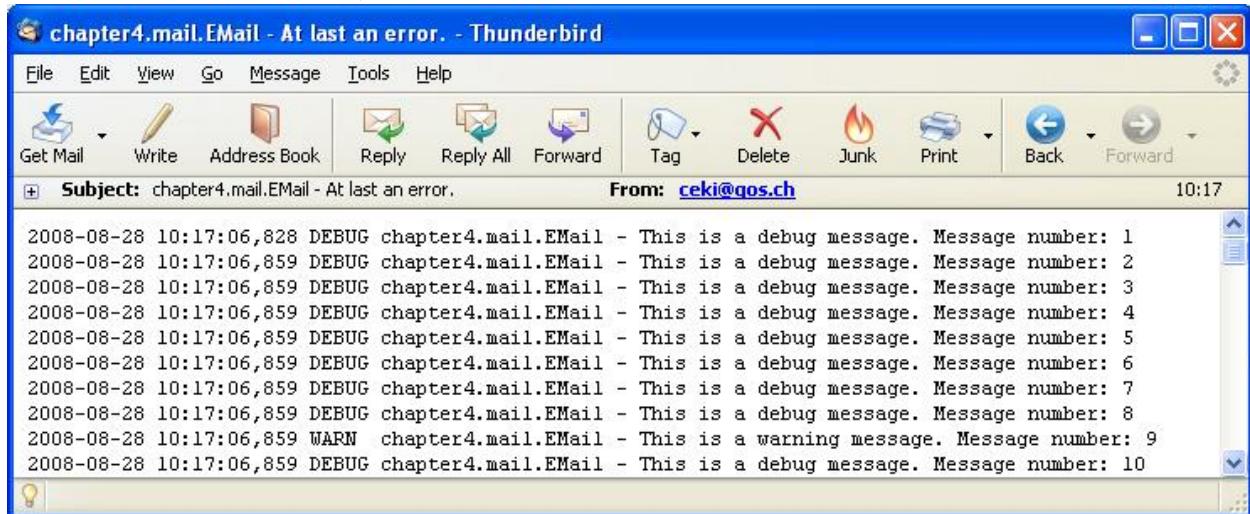 chapter4.mail.EMail - At last an error. - Thunderbird
File Edit View Go Message Tools Help
Get Mail Write Address Book Reply Reply All Forward Tag Delete Junk Print Back Forward
Subject: chapter4.mail.EMail - At last an error. From: ceki@qos.ch 10:17
2008-08-28 10:17:06,828 DEBUG chapter4.mail.EMail - This is a debug message. Message number: 1
2008-08-28 10:17:06,859 DEBUG chapter4.mail.EMail - This is a debug message. Message number: 2
2008-08-28 10:17:06,859 DEBUG chapter4.mail.EMail - This is a debug message. Message number: 3
2008-08-28 10:17:06,859 DEBUG chapter4.mail.EMail - This is a debug message. Message number: 4
2008-08-28 10:17:06,859 DEBUG chapter4.mail.EMail - This is a debug message. Message number: 5
2008-08-28 10:17:06,859 DEBUG chapter4.mail.EMail - This is a debug message. Message number: 6
2008-08-28 10:17:06,859 DEBUG chapter4.mail.EMail - This is a debug message. Message number: 7
2008-08-28 10:17:06,859 DEBUG chapter4.mail.EMail - This is a debug message. Message number: 8
2008-08-28 10:17:06,859 WARN  chapter4.mail.EMail - This is a warning message. Message number: 9
2008-08-28 10:17:06,859 DEBUG chapter4.mail.EMail - This is a debug message. Message number: 10